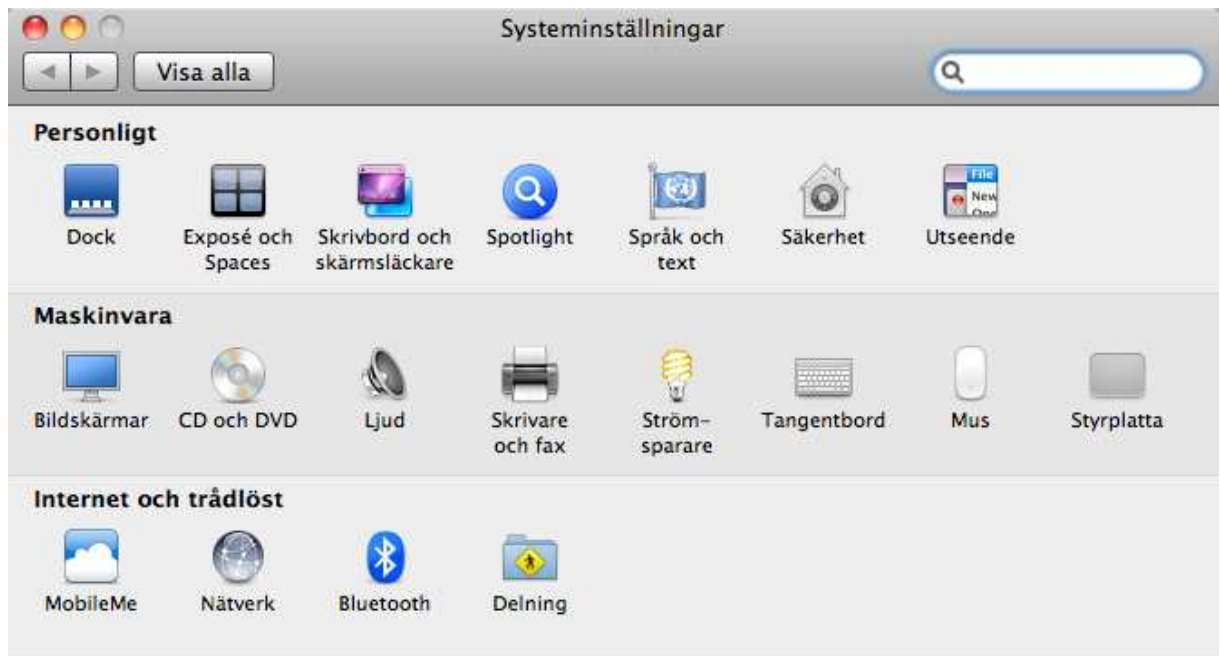 Systeminställningar
Visa alla
Personligt
Dock
Exposé och
Spaces
Skrivbord och
skärmsläckare
Spotlight
Språk och
text
Säkerhet
File
New
Utseende
Maskinvara
Bildskärmar
CD och DVD
Ljud
Skrivare
och fax
Ström-
sparare
Tangentbord
Mus
Styrplatta
Internet och trådlöst
MobileMe
Nätverk
Bluetooth
Delning